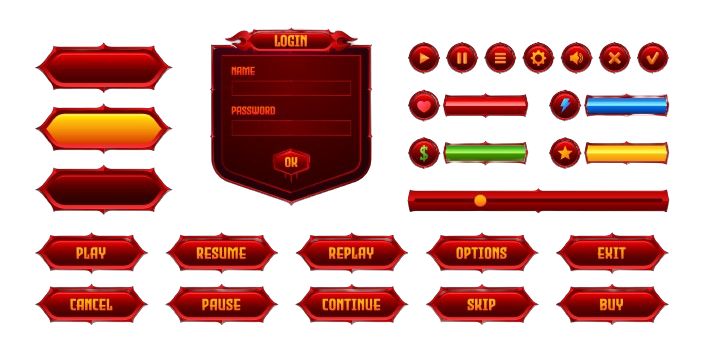 LOGIN
NAME
PASSWORD
OK
$
PLAY
RESUME
REPLAY
OPTIONS
EXIT
CANCEL
PAUSE
CONTINUE
SKIP
BUY